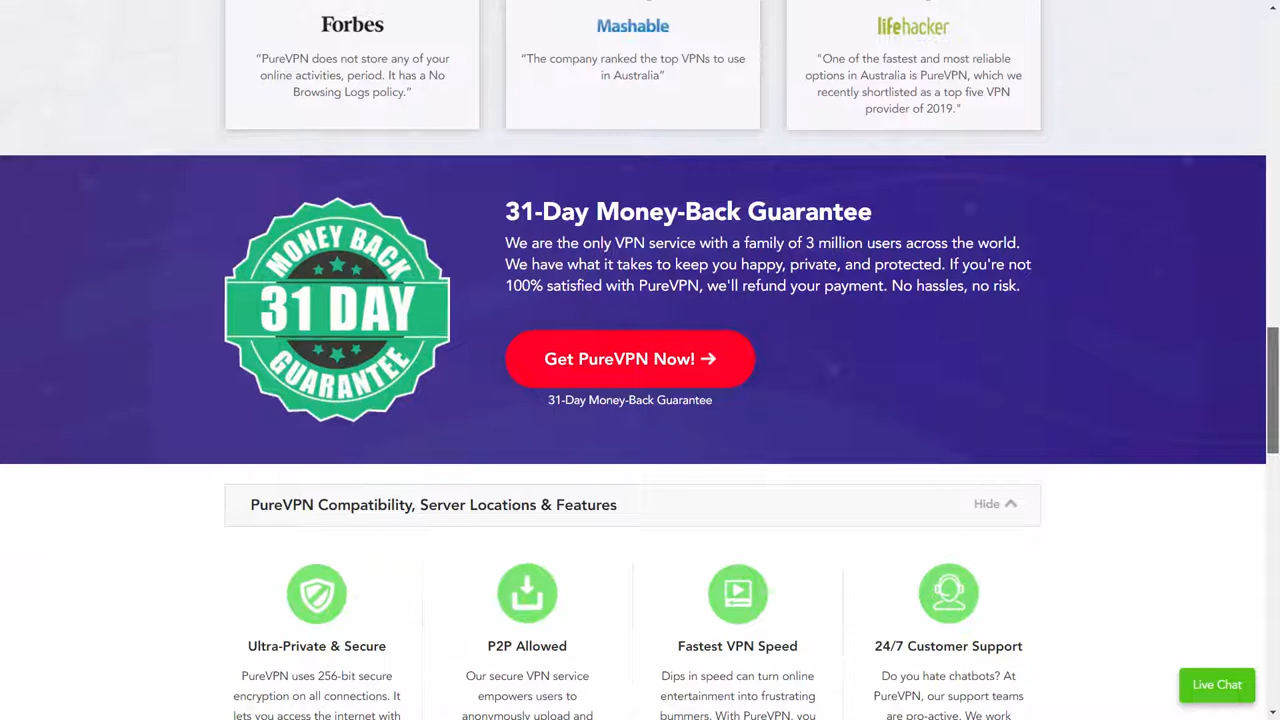 Forbes
“PureVPN does not store any of your
online activities, period. It has a No
Browsing Logs policy.”
Mashable
“The company ranked the top VPNs to use
in Australia”
lifehacker
"One of the fastest and most reliable
options in Australia is PureVPN, which we
recently shortlisted as a top five VPN
provider of 2019."
MONEY BACK
31 DAY
GUARANTEE
31-Day Money-Back Guarantee
We are the only VPN service with a family of 3 million users across the world.
We have what it takes to keep you happy, private, and protected. If you're not
100% satisfied with PureVPN, we'll refund your payment. No hassles, no risk.
Get PureVPN Now! →
31-Day Money-Back Guarantee
PureVPN Compatibility, Server Locations & Features
Hide
Ultra-Private & Secure
PureVPN uses 256-bit secure
encryption on all connections. It
lets you access the internet with
P2P Allowed
Our secure VPN service
empowers users to
anonymously upload and
Fastest VPN Speed
Dips in speed can turn online
entertainment into frustrating
bummers. With PureVPN, you
24/7 Customer Support
Do you hate chatbots? At
PureVPN, our support teams
are pro-active. We work
Live Chat